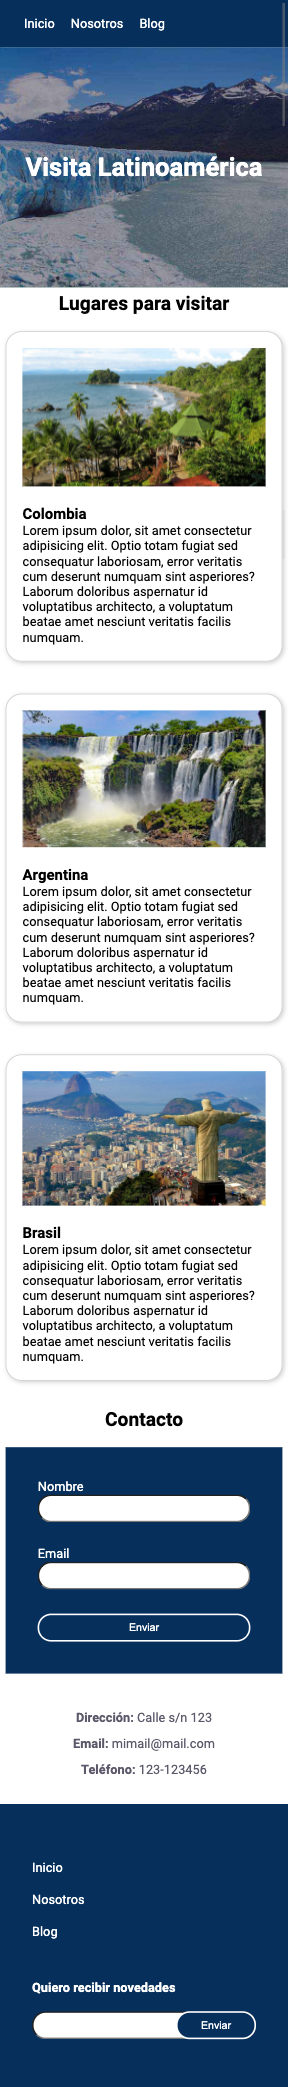 Inicio Nosotros Blog
Visita Latinoamérica
Lugares para visitar
Colombia
Lorem ipsum dolor, sit amet consectetur
adipisicing elit. Optio totam fugiat sed
consequatur laboriosam, error veritatis
cum deserunt numquam sint asperiores?
Laborum doloribus aspernatur id
voluptatibus architecto, a voluptatum
beatae amet nesciunt veritatis facilis
numquam.
Argentina
Lorem ipsum dolor, sit amet consectetur
adipisicing elit. Optio totam fugiat sed
consequatur laboriosam, error veritatis
cum deserunt numquam sint asperiores?
Laborum doloribus aspernatur id
voluptatibus architecto, a voluptatum
beatae amet nesciunt veritatis facilis
numquam.
Brasil
Lorem ipsum dolor, sit amet consectetur
adipisicing elit. Optio totam fugiat sed
consequatur laboriosam, error veritatis
cum deserunt numquam sint asperiores?
Laborum doloribus aspernatur id
voluptatibus architecto, a voluptatum
beatae amet nesciunt veritatis facilis
numquam.
Contacto
Nombre
Email
Enviar
Dirección: Calle s/n 123
Email: mimail@mail.com
Teléfono: 123-123456
Inicio
Nosotros
Blog
Quiero recibir novedades
Enviar